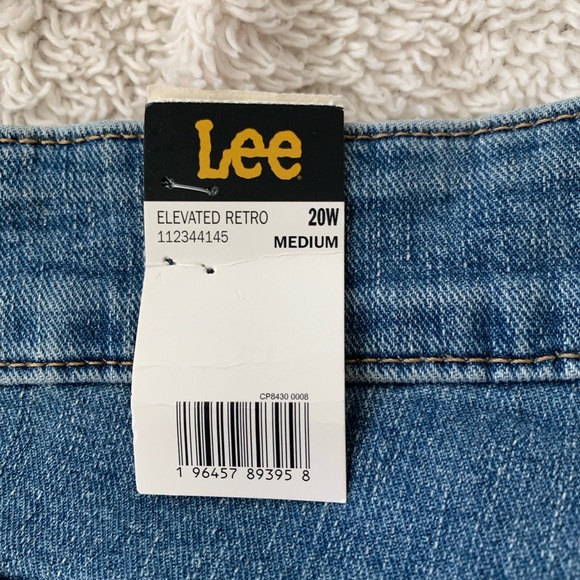 Lee
ELEVATED RETRO 20W
112344145 MEDIUM
CP8430 0008
1 96457 89395 8